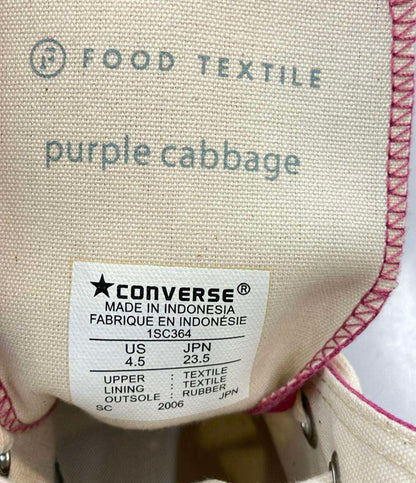 FOOD TEXTILE
purple cabbage
★CONVERSE®
MADE IN INDONESIA
FABRIQUE EN INDONÉSIE
1SC364
US JPN
4.5 23.5
UPPER : TEXTILE
LINING : TEXTILE
OUTSOLE : RUBBER
SC 2006 JPN